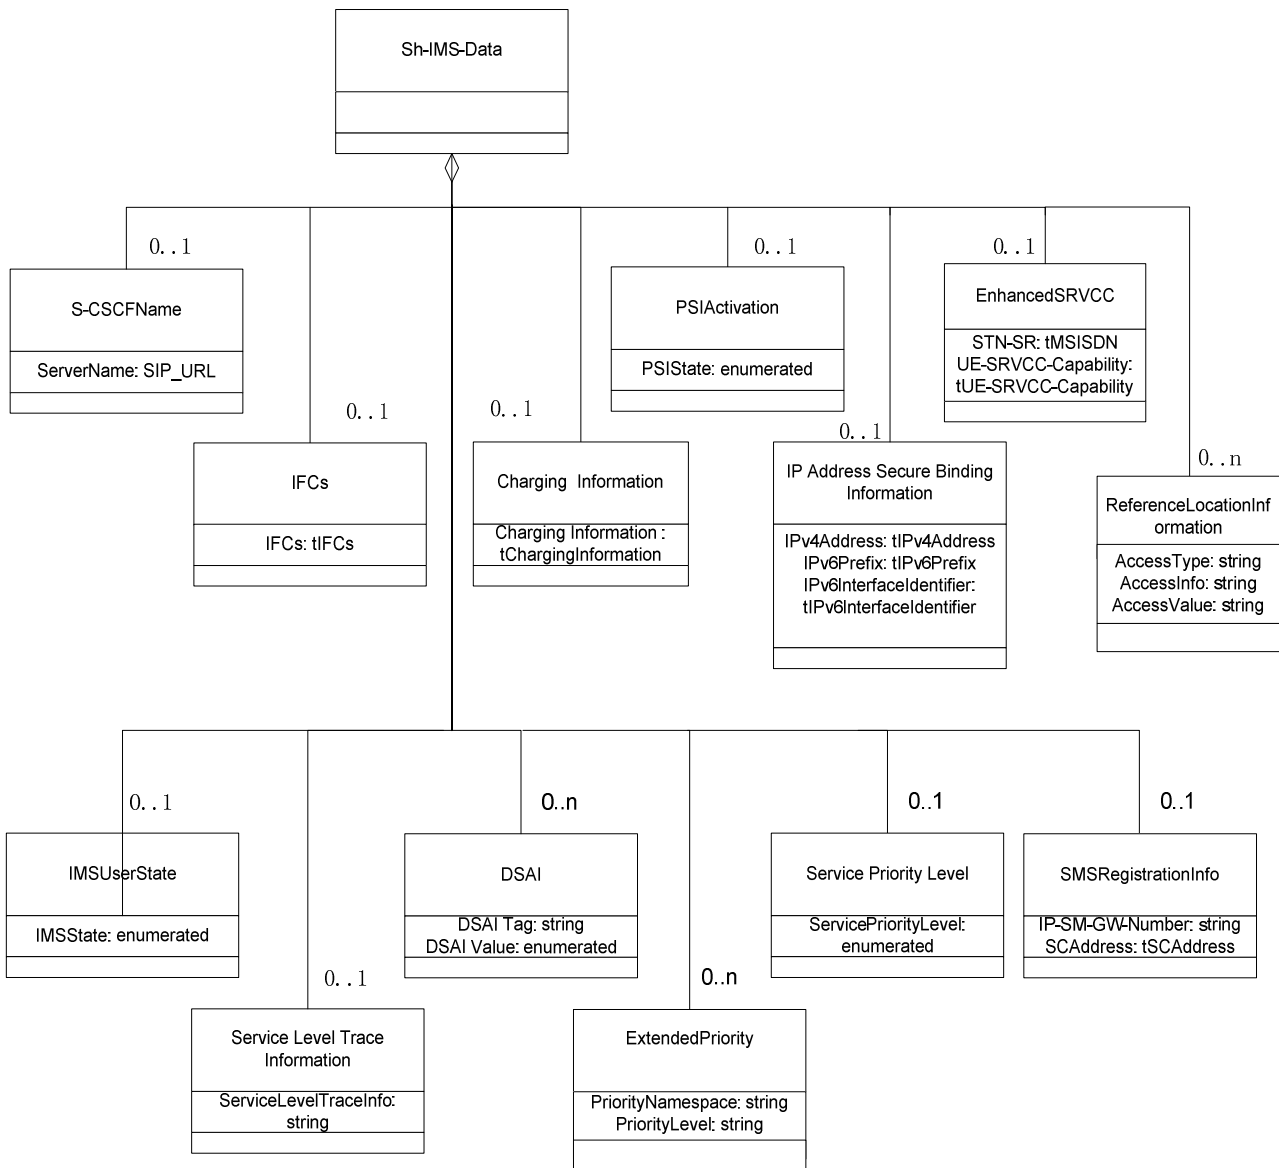 Sh-IMS-Data
0..1
0..1
0..1
S-CSCFName
ServerName: SIP_URL
PSIActivation
PSIState: enumerated
EnhancedSRVCC
STN-SR: tMSISDN
UE-SRVCC-Capability:
tUE-SRVCC-Capability
0..1
0..1
0..1
0..n
IFCs
IFCs: tIFCs
Charging Information
Charging Information :
tChargingInformation
IP Address Secure Binding
Information
IPv4Address: tIPv4Address
IPv6Prefix: tIPv6Prefix
IPv6InterfaceIdentifier:
tIPv6InterfaceIdentifier
ReferenceLocationInf
ormation
AccessType: string
AccessInfo: string
AccessValue: string
0..1
0..n
0..1
0..1
IMSUserState
IMSState: enumerated
DSAI
DSAI Tag: string
DSAI Value: enumerated
Service Priority Level
ServicePriorityLevel:
enumerated
SMSRegistrationInfo
IP-SM-GW-Number: string
SCAddress: tSCAddress
0..1
0..n
Service Level Trace
Information
ServiceLevelTraceInfo:
string
ExtendedPriority
PriorityNamespace: string
PriorityLevel: string